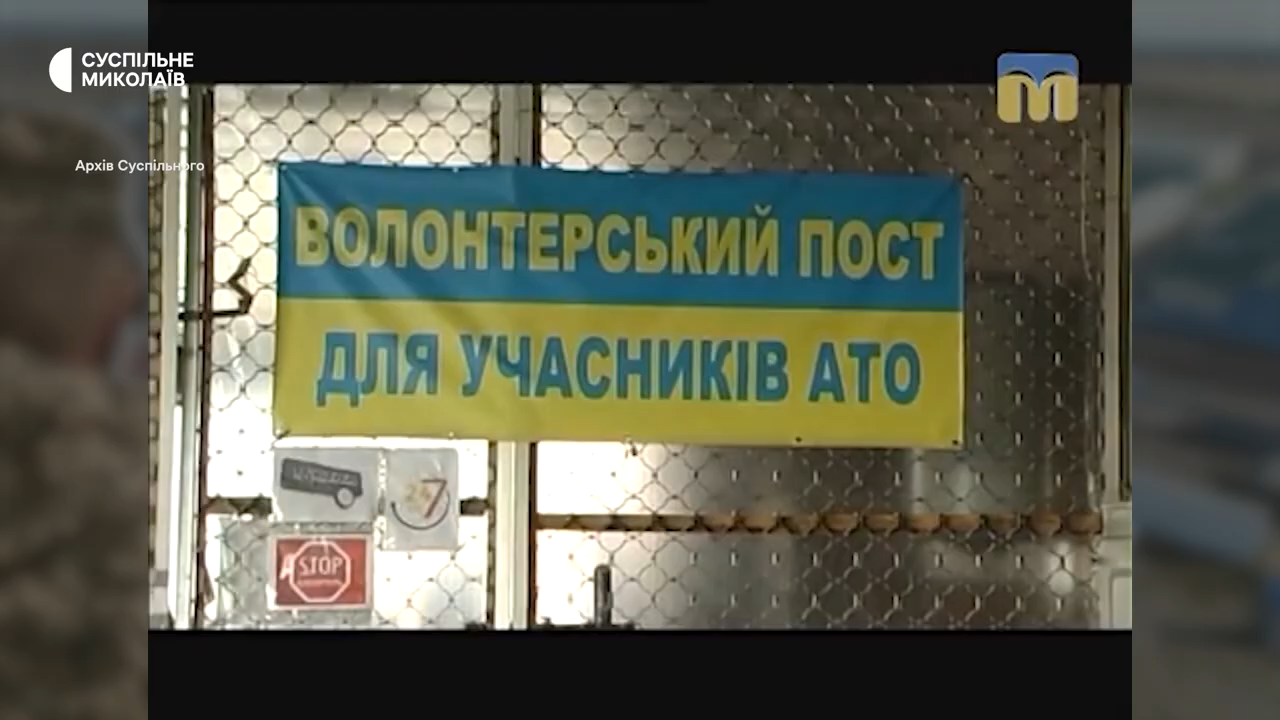 СУСПІЛЬНЕ
МИКОЛАЇВ
Архів Суспільного
ВОЛОНТЕРСЬКИЙ ПОСТ
ДЛЯ УЧАСНИКІВ АТО
24
7
STOP